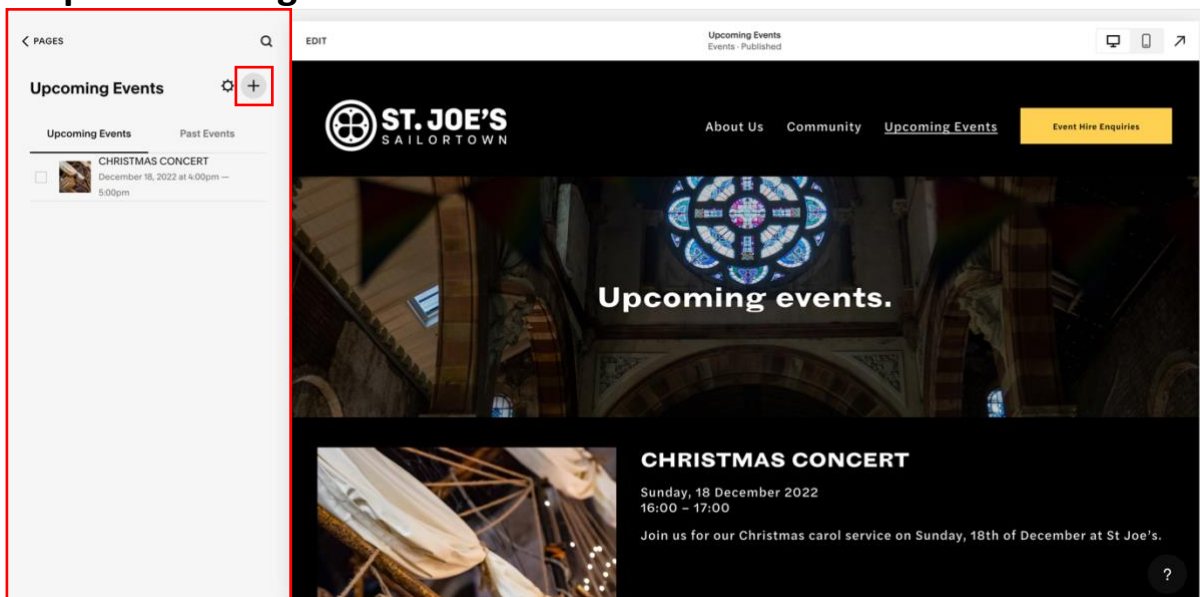 PAGES
Upcoming Events
+
Upcoming Events Past Events
CHRISTMAS CONCERT
December 18, 2022 at 4:00pm —
5:00pm
EDIT
Upcoming Events
Events · Published
ST. JOE'S
SAILORTOWN
About Us Community Upcoming Events Event Hire Enquiries
Upcoming events.
CHRISTMAS CONCERT
Sunday, 18 December 2022
16:00 – 17:00
Join us for our Christmas carol service on Sunday, 18th of December at St Joe's.
?